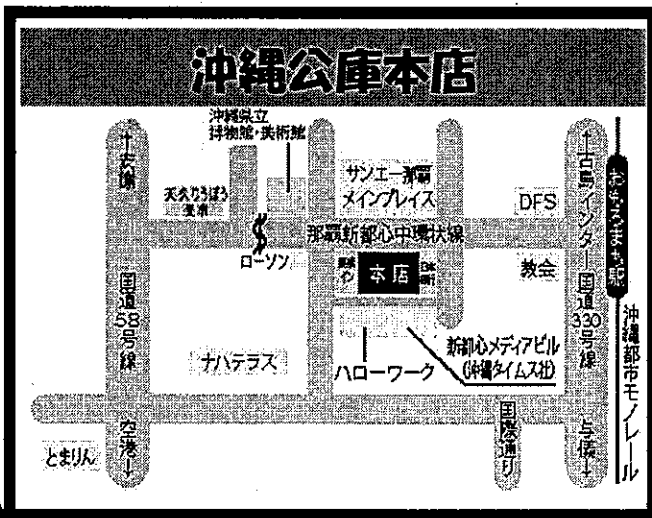 沖縄公庫本店
沖縄県立
博物館・美術館
天久りうぼう
楽市
サンエー那覇
メインプレイス
DFS
那覇新都心中環状線
ローソン
本店
教会
ナハテラス
ハローワーク
新都心メディアビル
(沖縄タイムス社)
国道58号線
空港↓
とまりん
国際通り
↑古島インター
国道330号線
与儀↓
おもろまち駅
沖縄都市モノレール